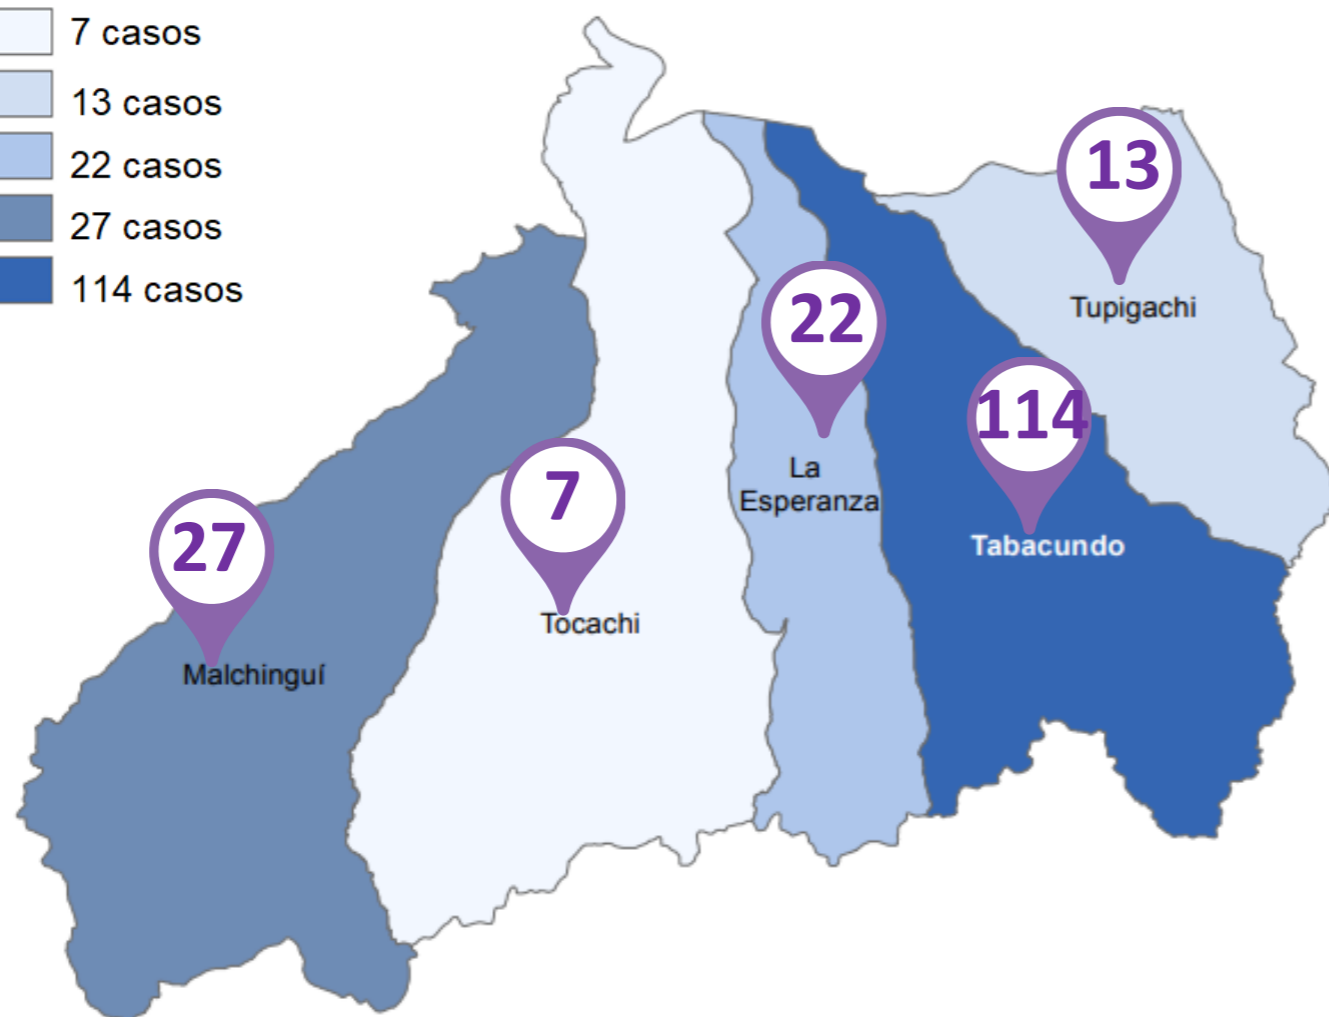 7 casos
13 casos
22 casos
27 casos
114 casos
13
Tupigachi
22
La
Esperanza
114
Tabacundo
7
Tocachi
27
Malchinguí